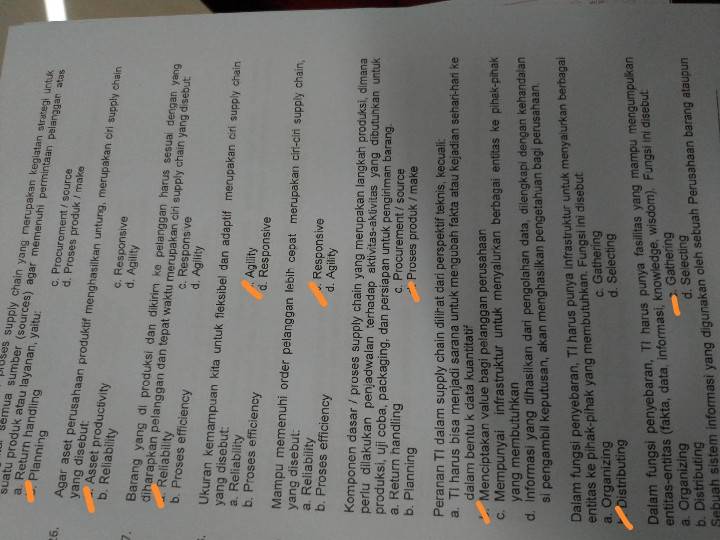 proses supply chain yang merupakan kegiatan strategi untuk
semua sumber (sources) agar memenuhi permintaan pelanggan atas
suatu produk atau layanan, yaitu:
a. Return handling
c. Procurement / source
Planning
d. Proses produk / make
6. Agar aset perusahaan produktif menghasilkan untung, merupakan ciri supply chain
yang disebut:
Asset productivity
c. Responsive
b. Reliability
d. Agility
7. Barang yang di produksi dan dikirim ke pelanggan harus sesuai dengan yang
diharapkan pelanggan dan tepat waktu merupakan ciri supply chain yang disebut:
Reliability
c. Responsive
b. Proses efficiency
d. Agility
Ukuran kemampuan kita untuk fleksibel dan adaptif merupakan ciri supply chain
yang disebut:
a. Reliability
Agility
b. Proses efficiency
d. Responsive
Mampu memenuhi order pelanggan lebih cepat merupakan ciri-ciri supply chain,
yang disebut:
a. Reliability
Responsive
b. Proses efficiency
d. Agility
Komponen dasar / proses supply chain yang merupakan langkah produksi, dimana
perlu dilakukan penjadwalan terhadap aktivitas-aktivitas yang dibutuhkan untuk
produksi, uji coba, packaging, dan persiapan untuk pengiriman barang.
a. Return handling
c. Procurement / source
b. Planning
Proses produk / make
Peranan TI dalam supply chain dilihat dari perspektif teknis, kecuali:
a. TI harus bisa menjadi sarana untuk mengubah fakta atau kejadian sehari-hari ke
dalam bentu k dada kuantitatif
Menciptakan value bagi pelanggan perusahaan
c. Mempunyai infrastruktur untuk menyalurkan berbagai entitas ke pihak-pihak
yang membutuhkan
d. Informasi yang dihasilkan dari pengolahan data, dilengkapi dengan kehandalan
si pengambil keputusan, akan menghasilkan pengetahuan bagi perusahaan.
Dalam fungsi penyebaran, TI harus punya infrastruktur untuk menyalurkan berbagai
entitas ke pihak-pihak yang membutuhkan. Fungsi ini disebut:
a. Organizing
c. Gathering
Distributing
d. Selecting
Dalam fungsi penyebaran, TI harus punya fasilitas yang mampu mengumpulkan
entitas-entitas (fakta, data, informasi, knowledge, wisdom). Fungsi ini disebut:
a. Organizing
Gathering
b. Distributing
d. Selecting
Sebuah sistem informasi yang digunakan oleh sebuah Perusahaan barang ataupun